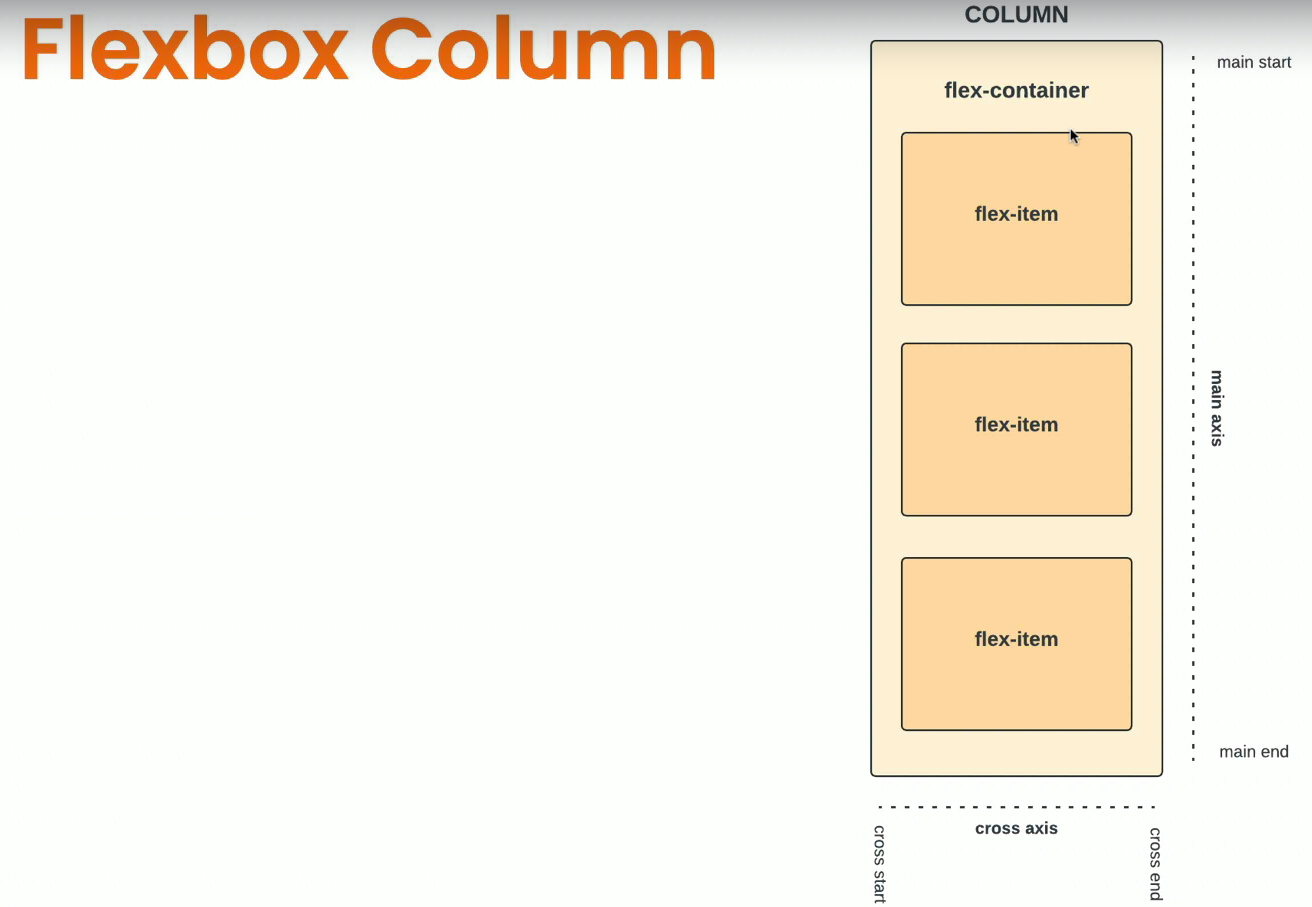 Flexbox Column
COLUMN
flex-container
flex-item
flex-item
flex-item
main start
main axis
main end
cross axis
cross start
cross end